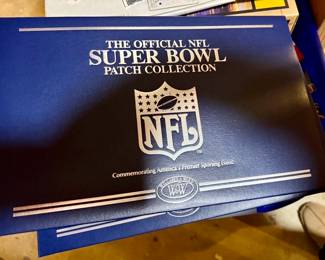 THE OFFICIAL NFL
SUPER BOWL
PATCH COLLECTION
NFL
Commemorating America's Premier Sporting Event